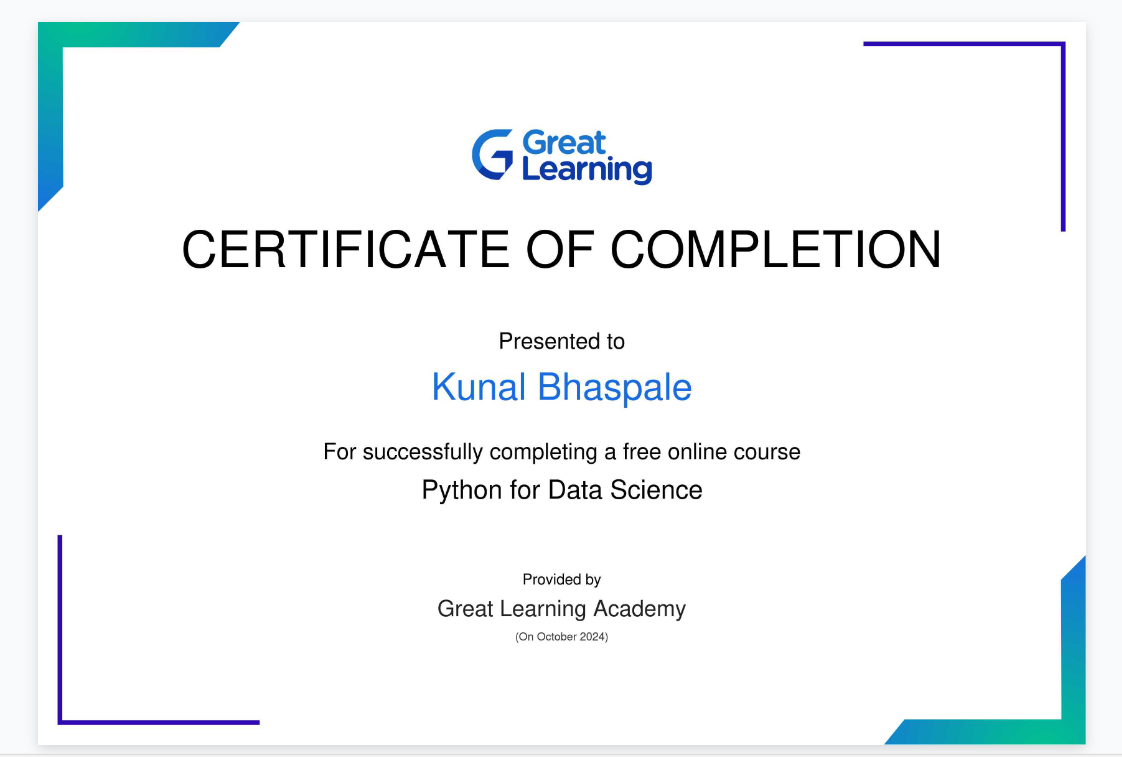 Great
Learning
CERTIFICATE OF COMPLETION
Presented to
Kunal Bhaspale
For successfully completing a free online course
Python for Data Science
Provided by
Great Learning Academy
(On October 2024)